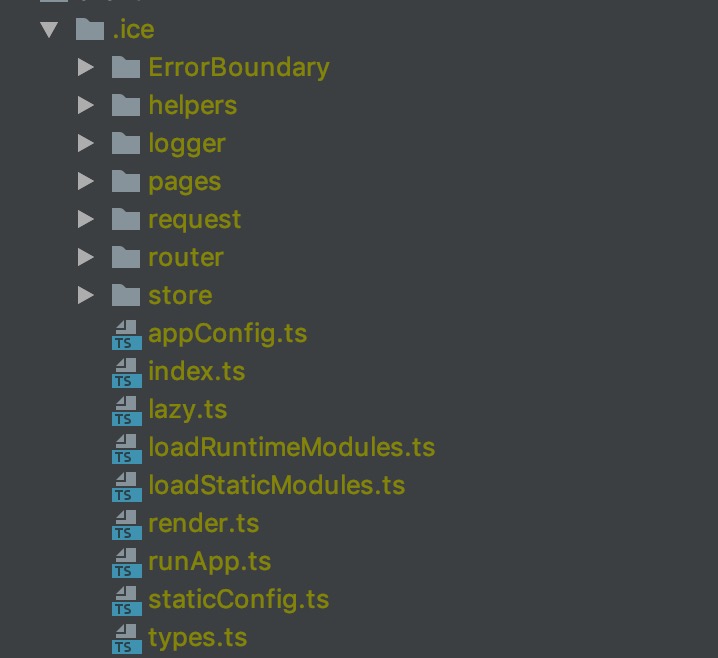 .ice
ErrorBoundary
helpers
logger
pages
request
router
store
TS appConfig.ts
TS index.ts
TS lazy.ts
TS loadRuntimeModules.ts
TS loadStaticModules.ts
TS render.ts
TS runApp.ts
TS staticConfig.ts
TS types.ts